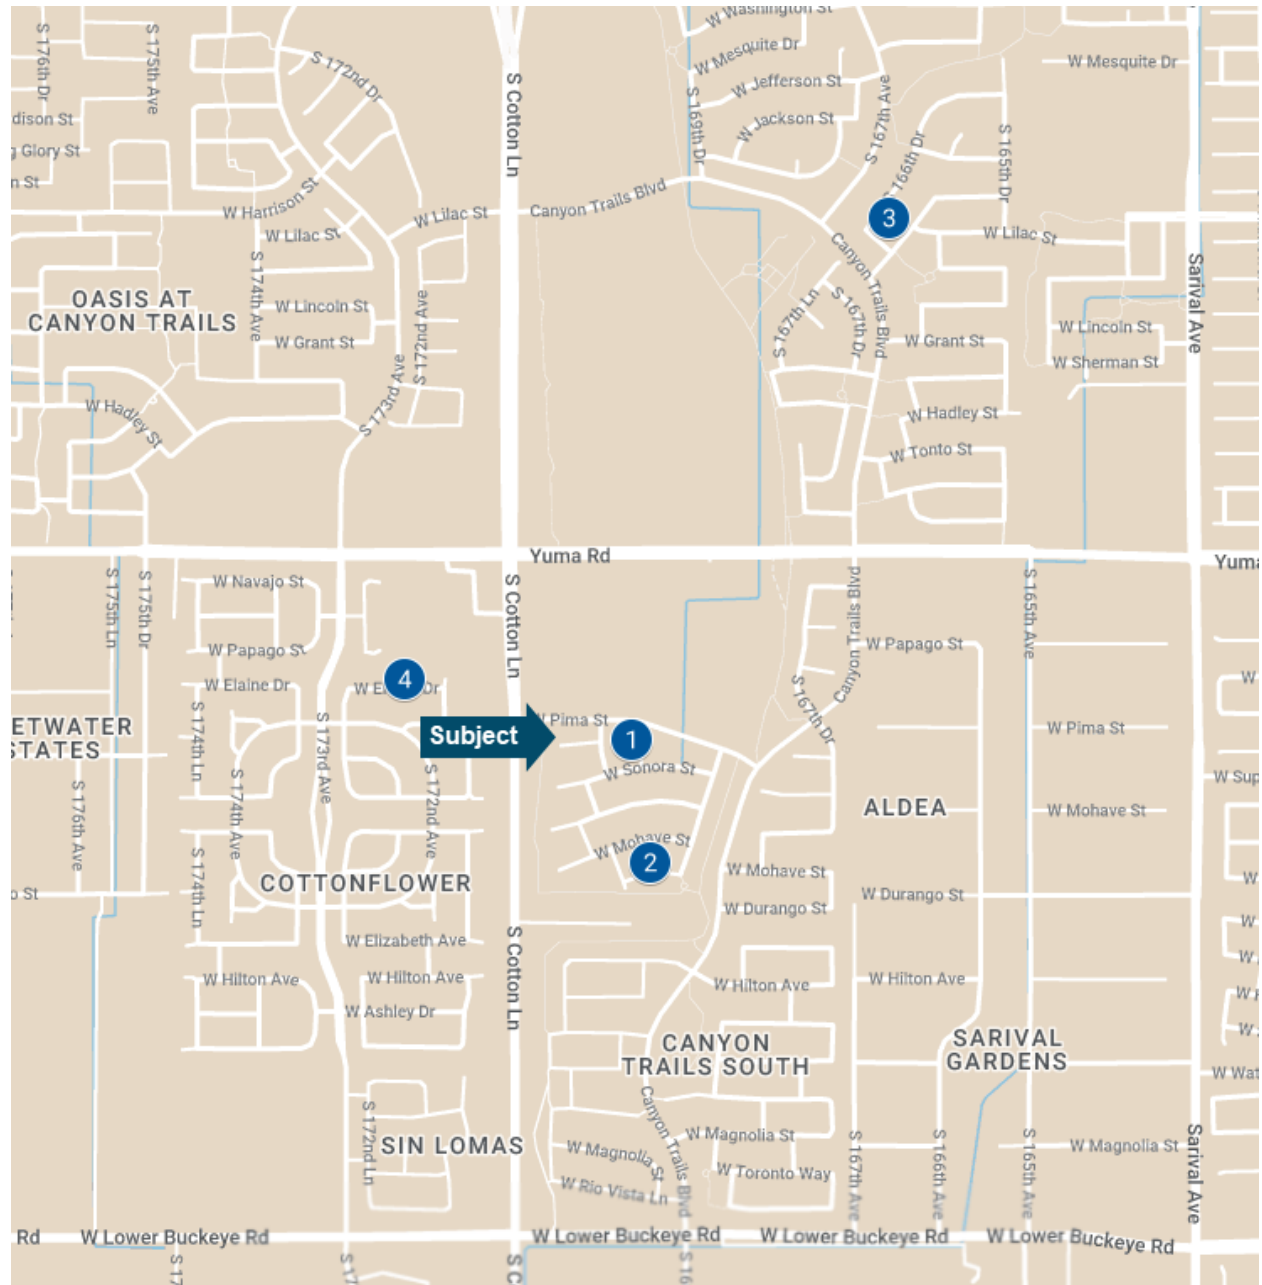 W Washington St
S 176th Dr
S 175th Ave
S 172nd Dr
S Cotton Ln
W Mesquite Dr
W Mesquite Dr
W Jefferson St
S 169th Dr
W Jackson St
S 167th Ave
S 166th Dr
S 165th Dr
dison St
g Glory St
n St
W Harrison St
W Lilac St
Canyon Trails Blvd
3
W Lilac St
W Lilac St
S 174th Ave
OASIS AT
CANYON TRAILS
W Lincoln St
W Grant St
S 172nd Ave
S 173rd Ave
W Hadley St
Canyon Trails Blvd
S 167th Ln
S 167th Dr
W Grant St
W Lincoln St
W Sherman St
Sarival Ave
W Hadley St
W Tonto St
Yuma Rd
Yuma
S 175th Ln
S 175th Dr
W Navajo St
S Cotton Ln
Canyon Trails Blvd
S 165th Ave
W Papago St
W Papago St
W Elaine Dr
4
Dr
S 167th Dr
W
ETWATER
STATES
S 174th Ln
S 173rd Ave
Subject
W Pima St
1
W Sonora St
W Pima St
S 174th Ave
S 172nd Ave
S 176th Ave
W Sup
ALDEA
W Mohave St
W
W Mohave St
2
S 174th Ln
COTTONFLOWER
W Mohave St
W Durango St
W Durango St
W
o St
W Elizabeth Ave
S Cotton Ln
W
W
W Hilton Ave
W Hilton Ave
W Hilton Ave
W Hilton Ave
W
W Ashley Dr
CANYON
TRAILS SOUTH
SARIVAL
GARDENS
W
W Wat
Canyon Trails Blvd
S 172nd Ln
SIN LOMAS
W Magnolia St
W Magnolia St
W Magnolia St
W Toronto Way
W Rio Vista Ln
S 167th Ave
S 166th Ave
S 165th Ave
Sarival Ave
Rd
W Lower Buckeye Rd
W Lower Buckeye Rd
W Lower Buckeye Rd
W Lower Buckeye Rd
S 17
S 17
S C
S 16